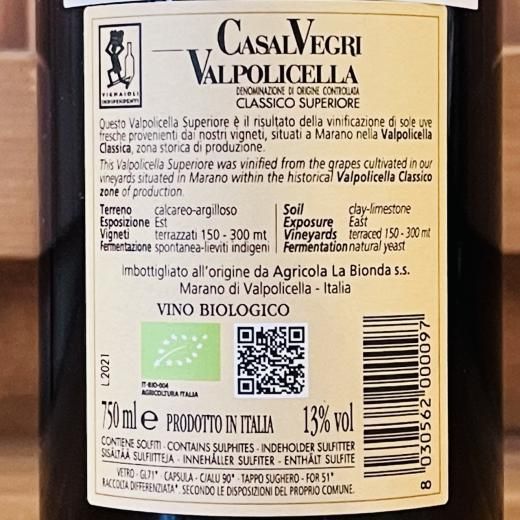 VIGNAIOLI
INDIPENDENTI
CASALVEGRI
VALPOLICELLA
DENOMINAZIONE DI ORIGINE CONTROLLATA
CLASSICO SUPERIORE
Questo Valpolicella Superiore è il risultato della vinificazione di sole uve
fresche provenienti dai nostri vigneti, situati a Marano nella Valpolicella
Classica, zona storica di produzione.
This Valpolicella Superiore was vinified from the grapes cultivated in our
vineyards situated in Marano within the historical Valpolicella Classico
zone of production.
Terreno calcareo-argilloso
Esposizione Est
Vigneti terrazzati 150 - 300 mt
Fermentazione spontanea-lieviti indigeni
Soil clay-limestone
Exposure East
Vineyards terraced 150 - 300 mt
Fermentation natural yeast
Imbottigliato all'origine da Agricola La Bionda s.s.
Marano di Valpolicella - Italia
VINO BIOLOGICO
L2021
IT-BIO-004
AGRICOLTURA ITALIA
750 ml e PRODOTTO IN ITALIA 13% vol
CONTIENE SOLFITI - CONTAINS SULPHITES - INDEHOLDER SULFITTER
SISÄLTÄÄ SULFIITTEJA - INNEHÅLLER SULFITER - ENTHÄLT SULFITE
VETRO - GL71* - CAPSULA - C/ALU 90* - TAPPO SUGHERO - FOR 51*
RACCOLTA DIFFERENZIATA*. SECONDO LE DISPOSIZIONI DEL PROPRIO COMUNE.
8 030562 000097